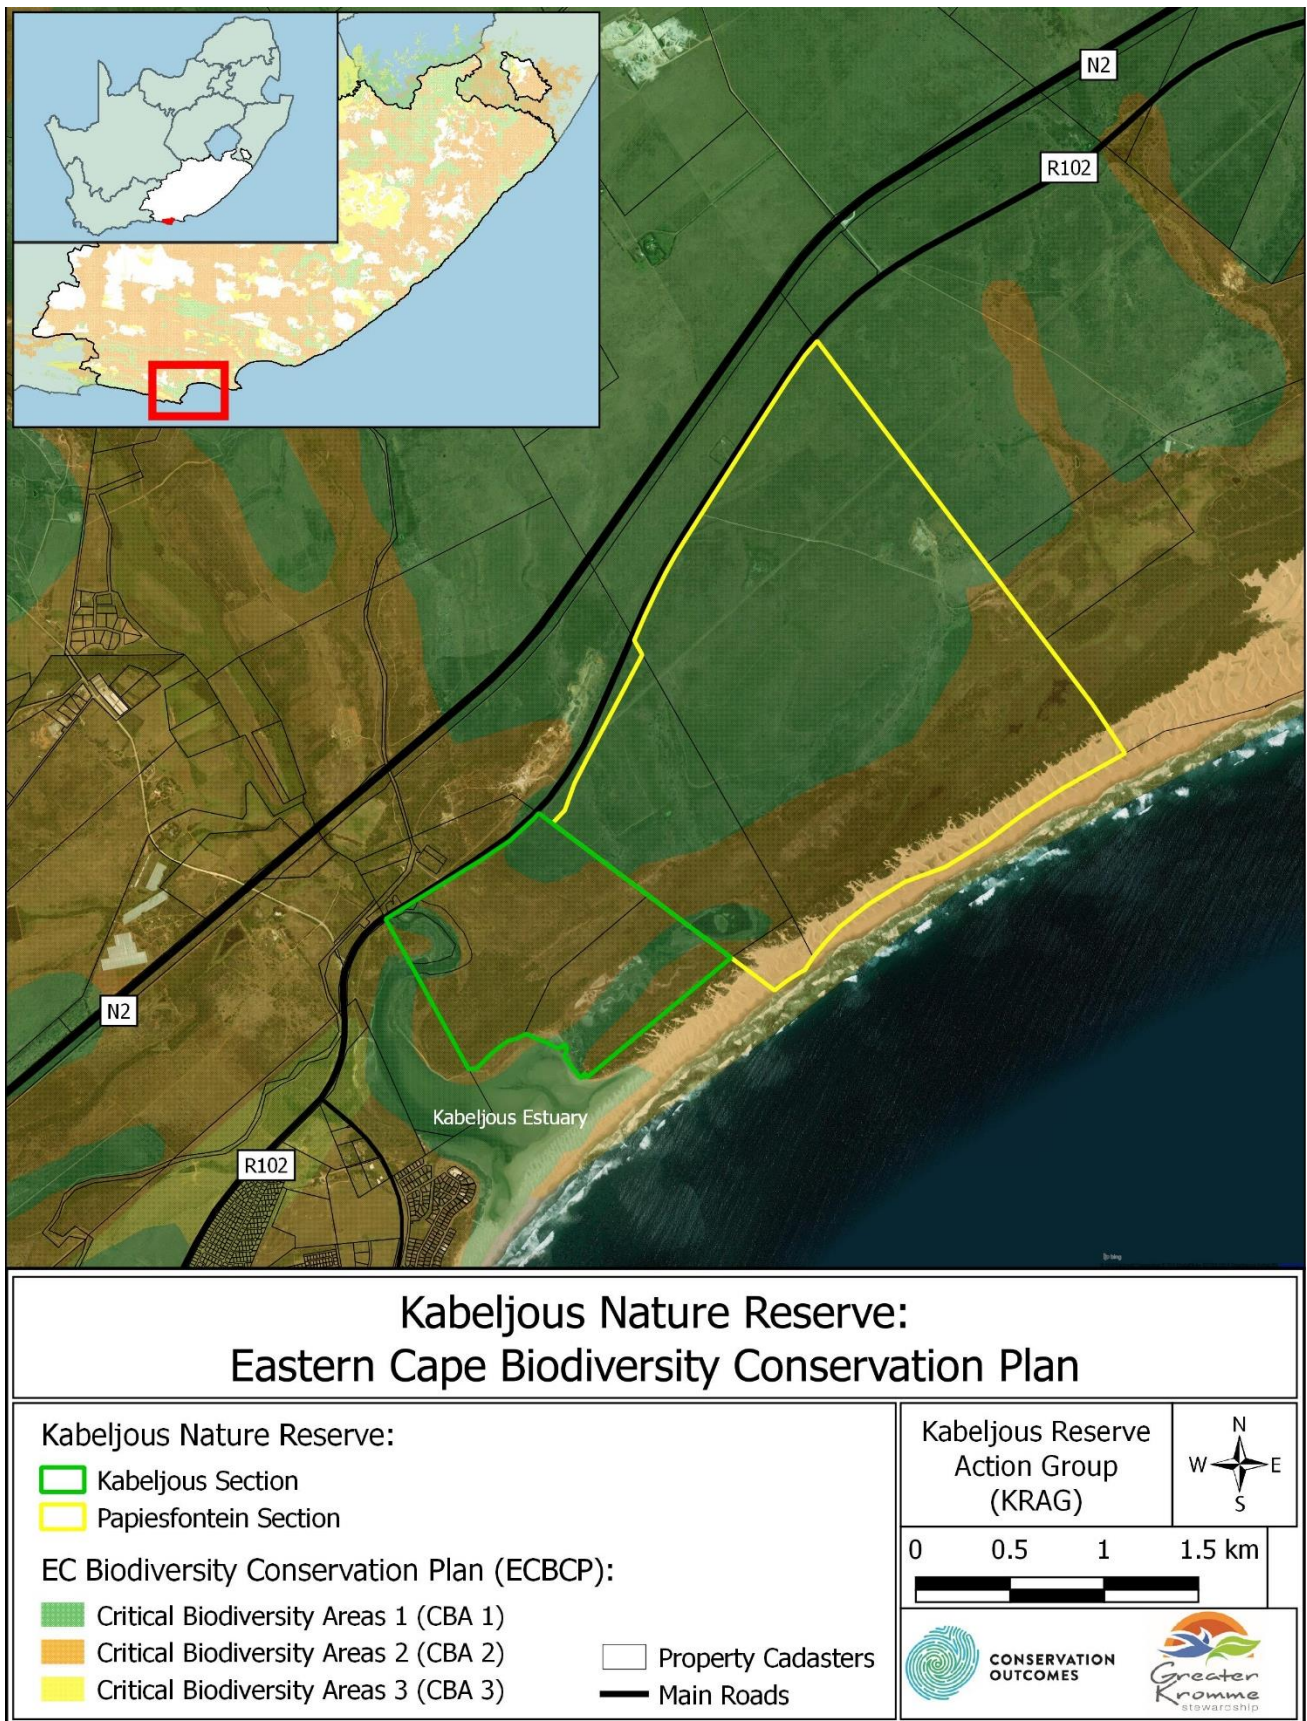 N2
R102
N2
Kabeljous Estuary
R102
bing
Kabeljous Nature Reserve:
Eastern Cape Biodiversity Conservation Plan
Kabeljous Nature Reserve:
Kabeljous Section
Papiesfontein Section
EC Biodiversity Conservation Plan (ECBCP):
Critical Biodiversity Areas 1 (CBA 1)
Critical Biodiversity Areas 2 (CBA 2)
Critical Biodiversity Areas 3 (CBA 3)
Property Cadasters
Main Roads
Kabeljous Reserve
Action Group
(KRAG)
N
W E
S
0 0.5 1 1.5 km
CONSERVATION
OUTCOMES
Greater
Kromme
stewardship